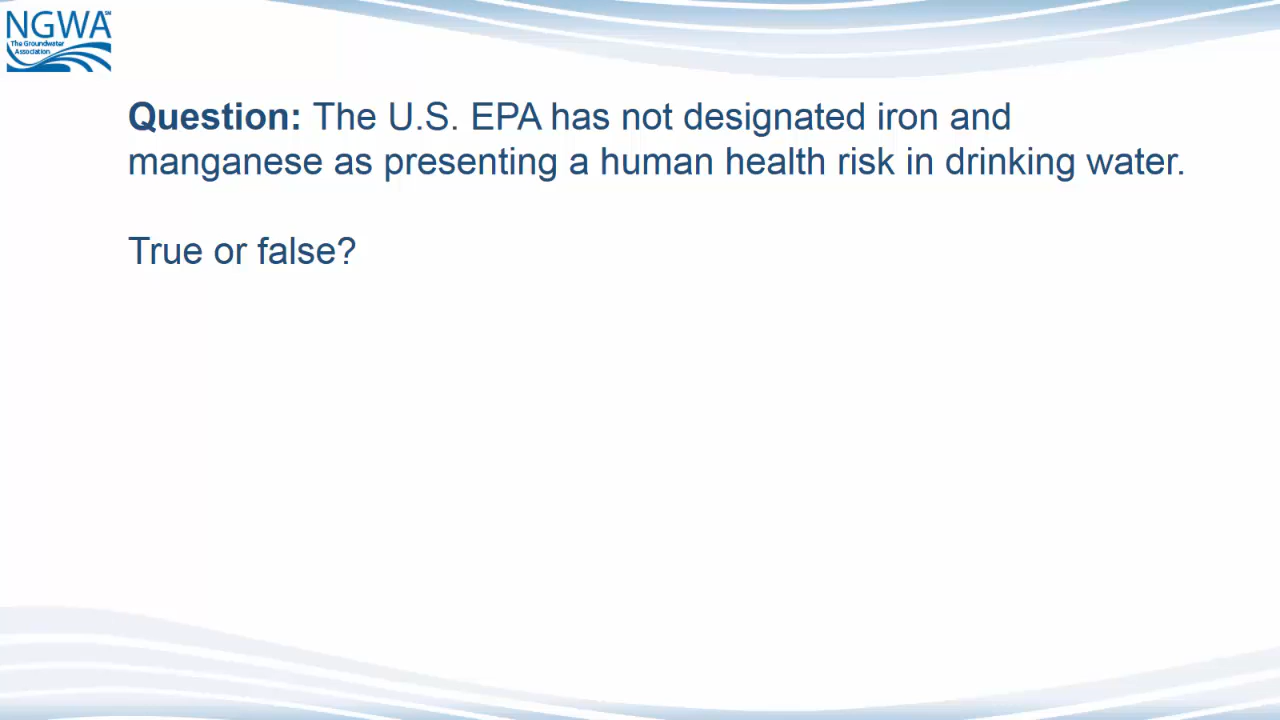 NGWA
The Groundwater
Association
Question: The U.S. EPA has not designated iron and
manganese as presenting a human health risk in drinking water.
True or false?